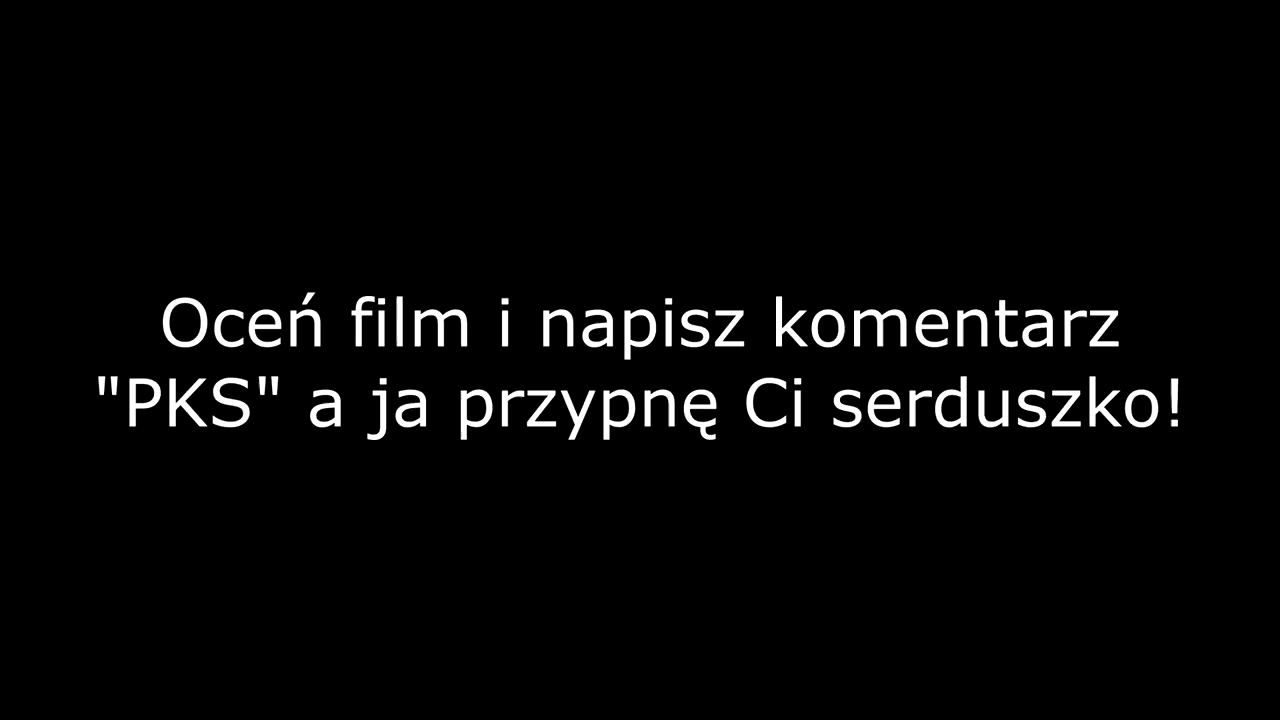 Oceń film i napisz komentarz
"PKS" a ja przypnę Ci serduszko!